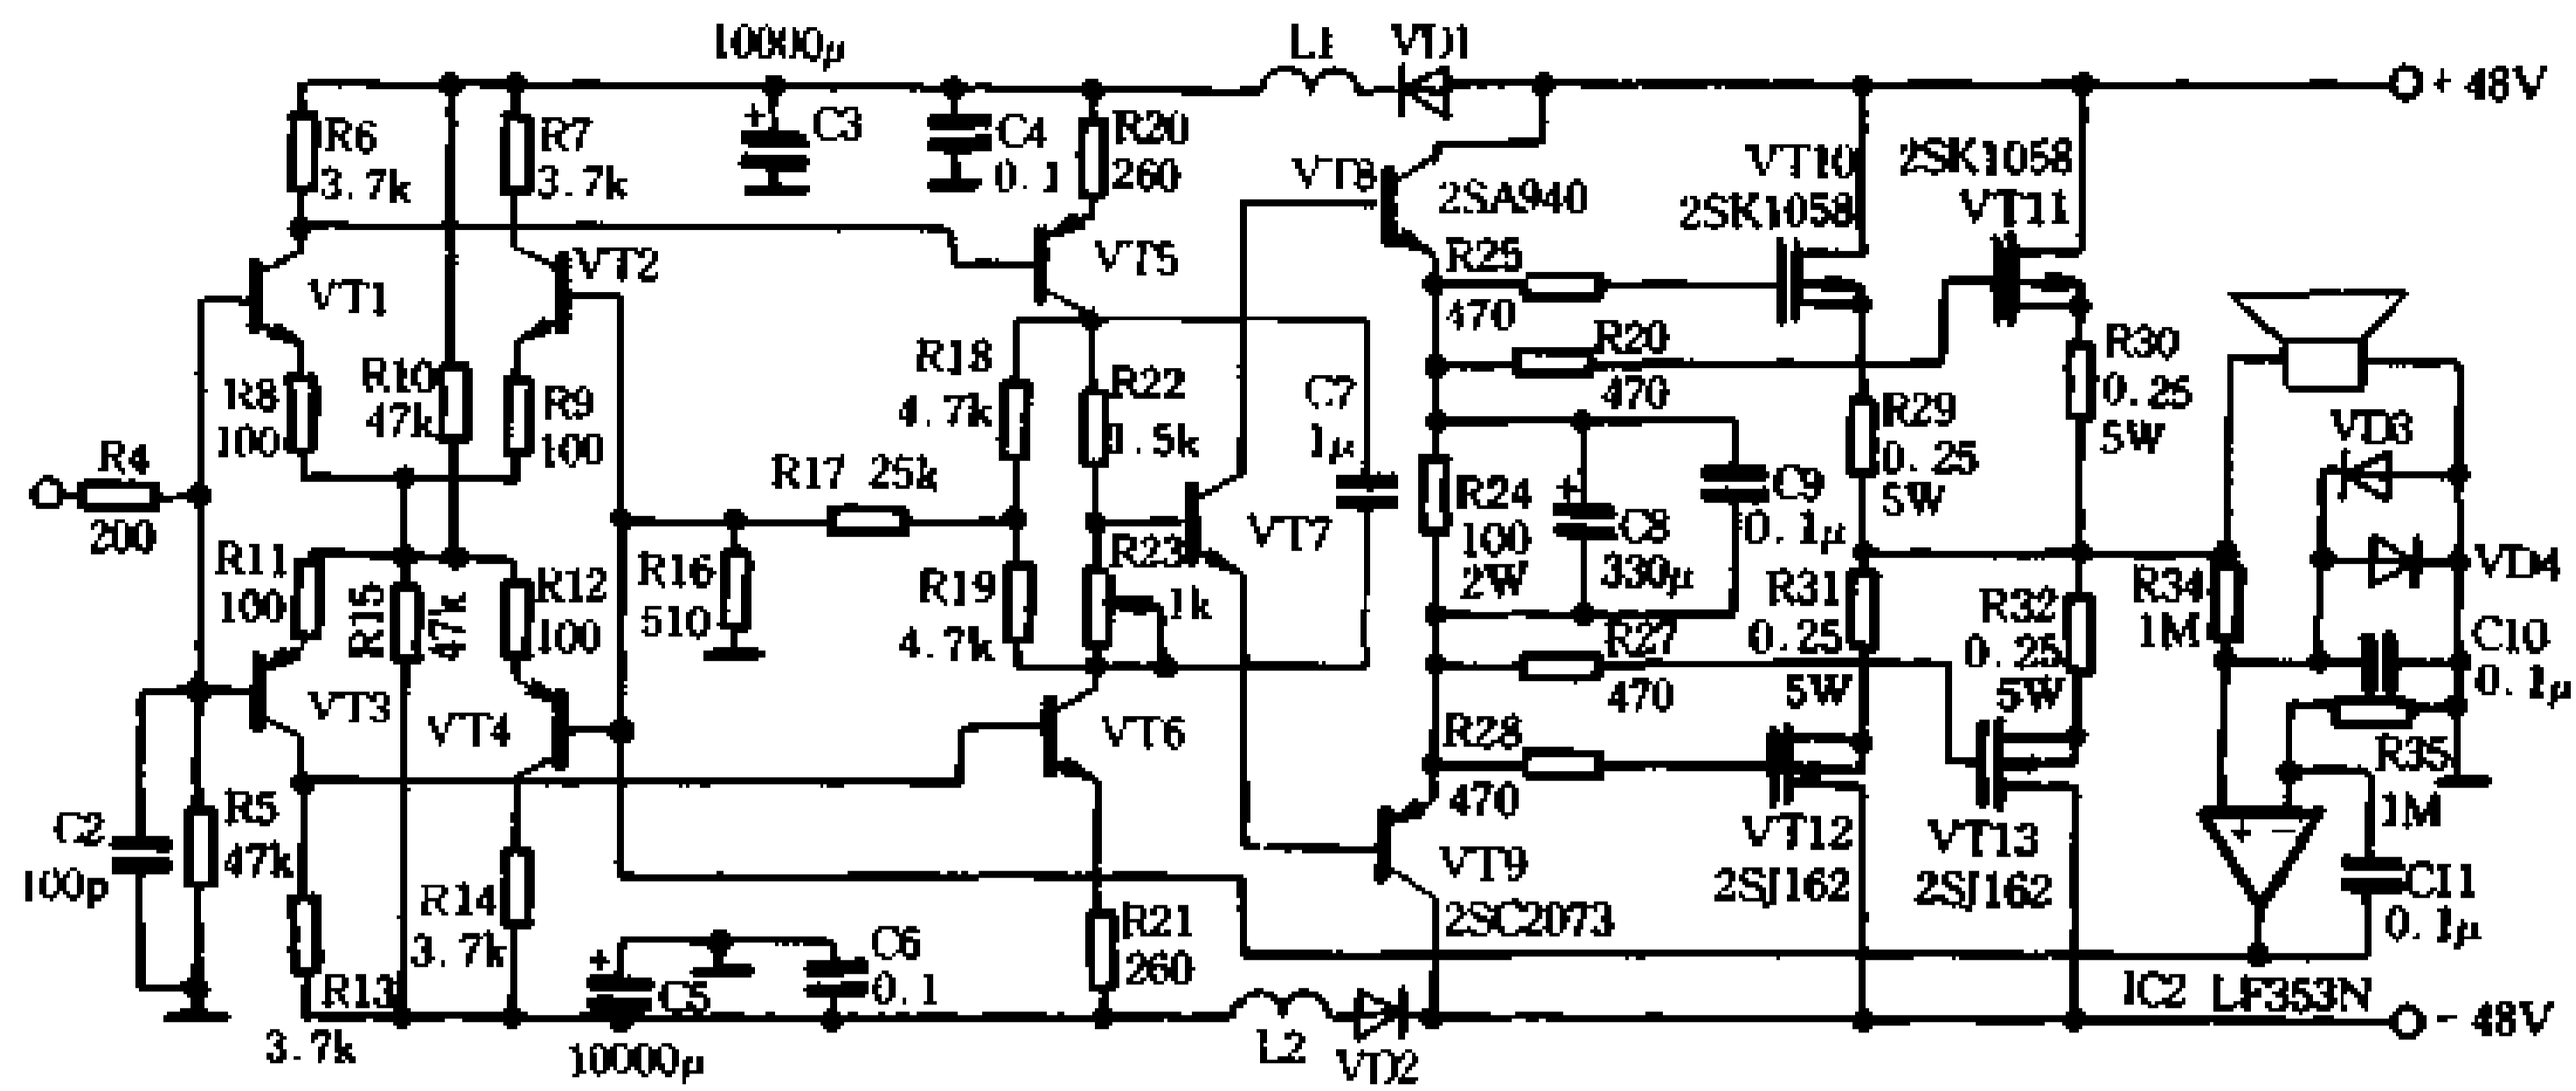 10000μ
L1
VD1
+ 48V
R6
3.7k
R7
3.7k
C3
+
C4
0.1
R20
260
VT8
2SA940
VT10
2SK1058
2SK1058
VT11
VT1
VT2
VT5
R25
470
R8
100
R10
47k
R9
100
R18
4.7k
R22
1.5k
C7
1μ
R20
470
R29
0.25
5W
R30
0.25
5W
VD3
R4
200
R17 25k
VT7
R24
100
2W
+
C8
330μ
C9
0.1μ
R11
100
R15
47k
R12
100
R16
510
R19
4.7k
R23
1k
R31
0.25
5W
R27
470
R32
0.25
5W
R34
1M
VD4
C10
0.1μ
VT3
VT4
VT6
R28
470
R35
1M
C2
100p
R5
47k
VT9
2SC2073
VT12
2SJ162
VT13
2SJ162
+ −
C11
0.1μ
R14
3.7k
R13
3.7k
+
C5
10000μ
C6
0.1
R21
260
L2
VD2
IC2 LF353N
- 48V